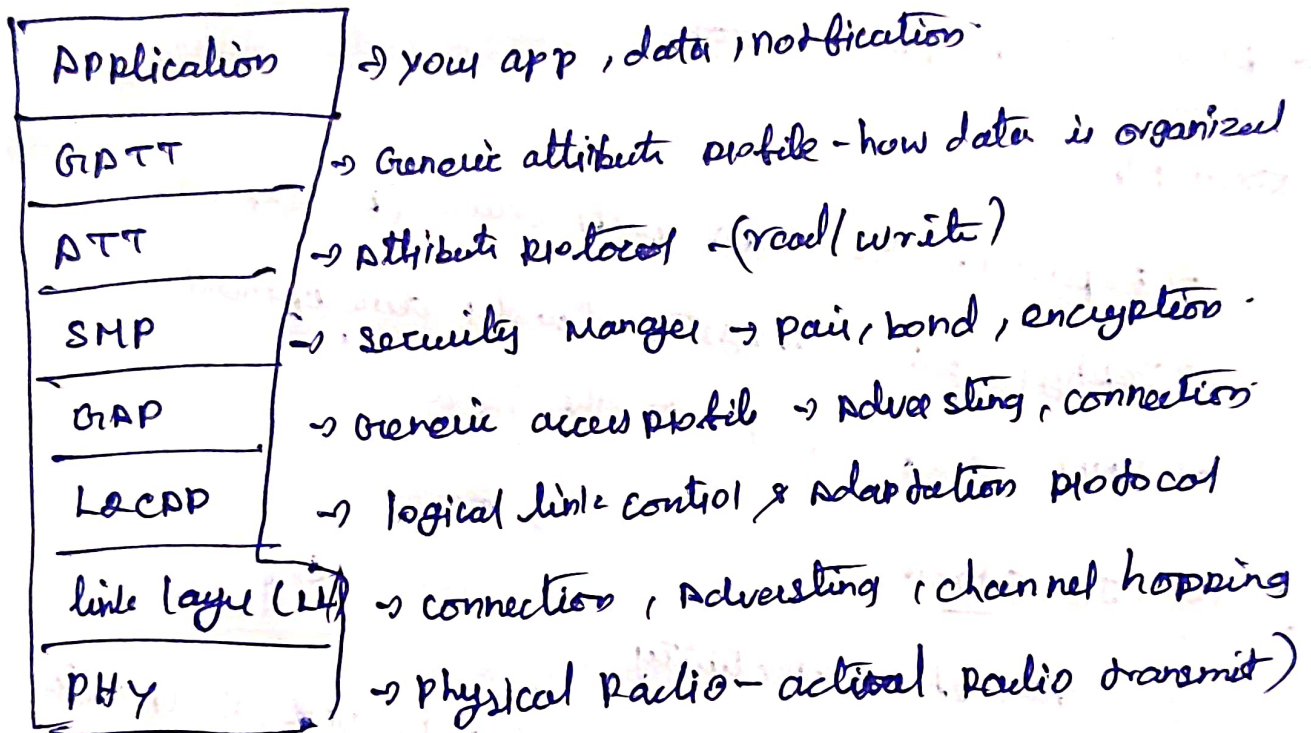 Application → your app, data, notification.
GATT → Generic attribute profile - how data is organized
ATT → Attribute protocol - (read/write)
SMP → Security Manager → pair, bond, encryption.
GAP → Generic access profile → Adversting, connection
L2CAP → logical link control & Adaptation protocol
link layer (LL) → connection, Adversting, channel hopping
PHY → Physical Radio - actual. Radio transmit)